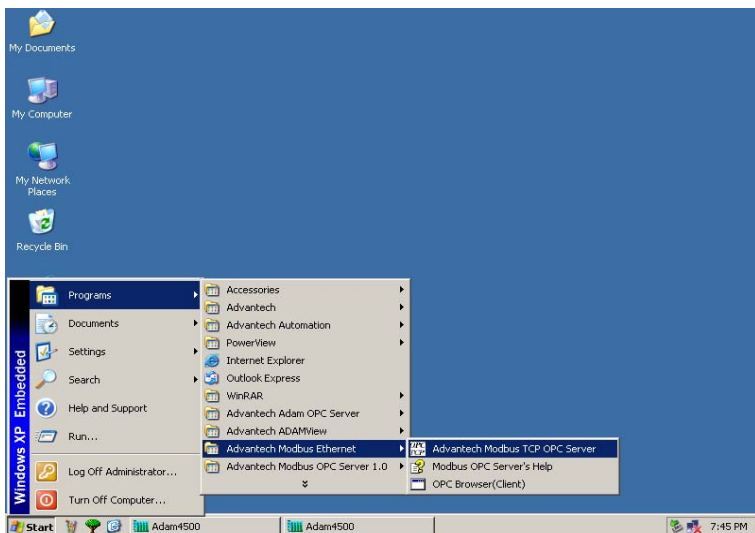 My Documents
My Computer
My Network
Places
Recycle Bin
Windows XP Embedded
Programs
Documents
Settings
Search
Help and Support
Run...
Log Off Administrator...
Turn Off Computer...
Accessories
Advantech
Advantech Automation
PowerView
Internet Explorer
Outlook Express
WinRAR
Advantech Adam OPC Server
Advantech ADAMView
Advantech Modbus Ethernet
Advantech Modbus OPC Server 1.0
Advantech Modbus TCP OPC Server
Modbus OPC Server's Help
OPC Browser(Client)
Start
Adam4500
Adam4500
7:45 PM